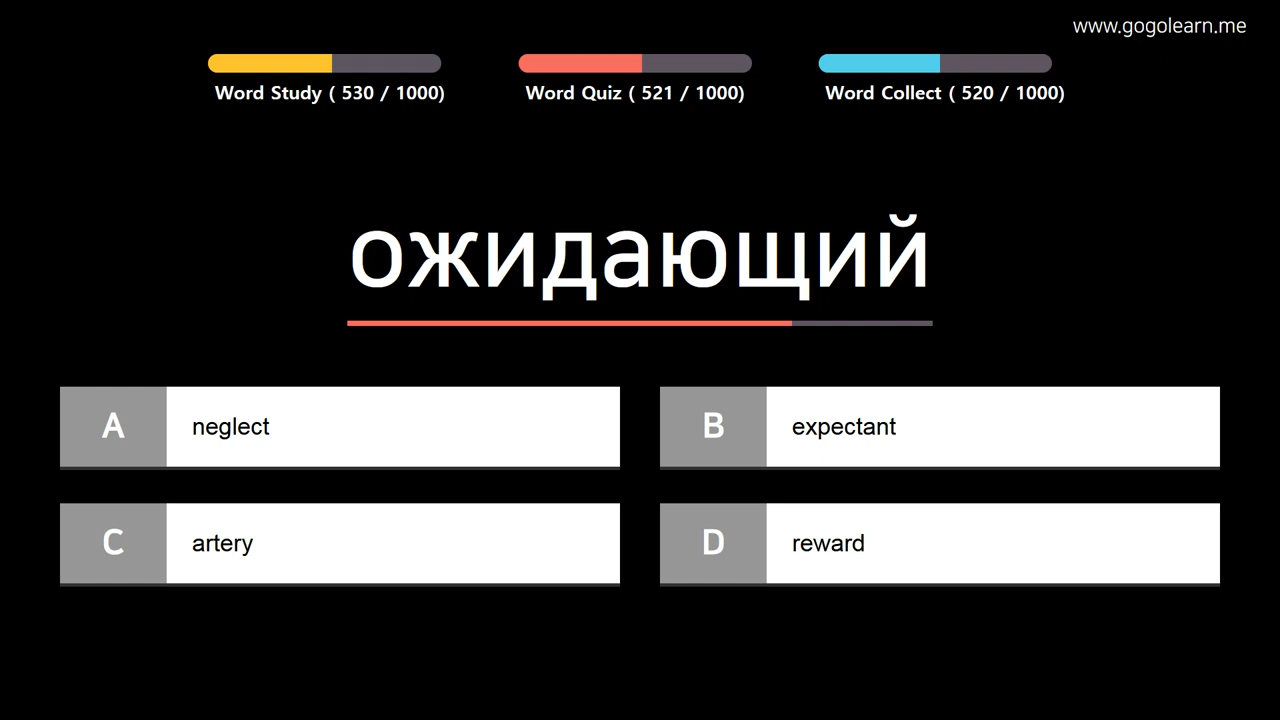 www.gogolearn.me
Word Study ( 530 / 1000)
Word Quiz ( 521 / 1000)
Word Collect ( 520 / 1000)
ожидающий
A neglect
B expectant
C artery
D reward